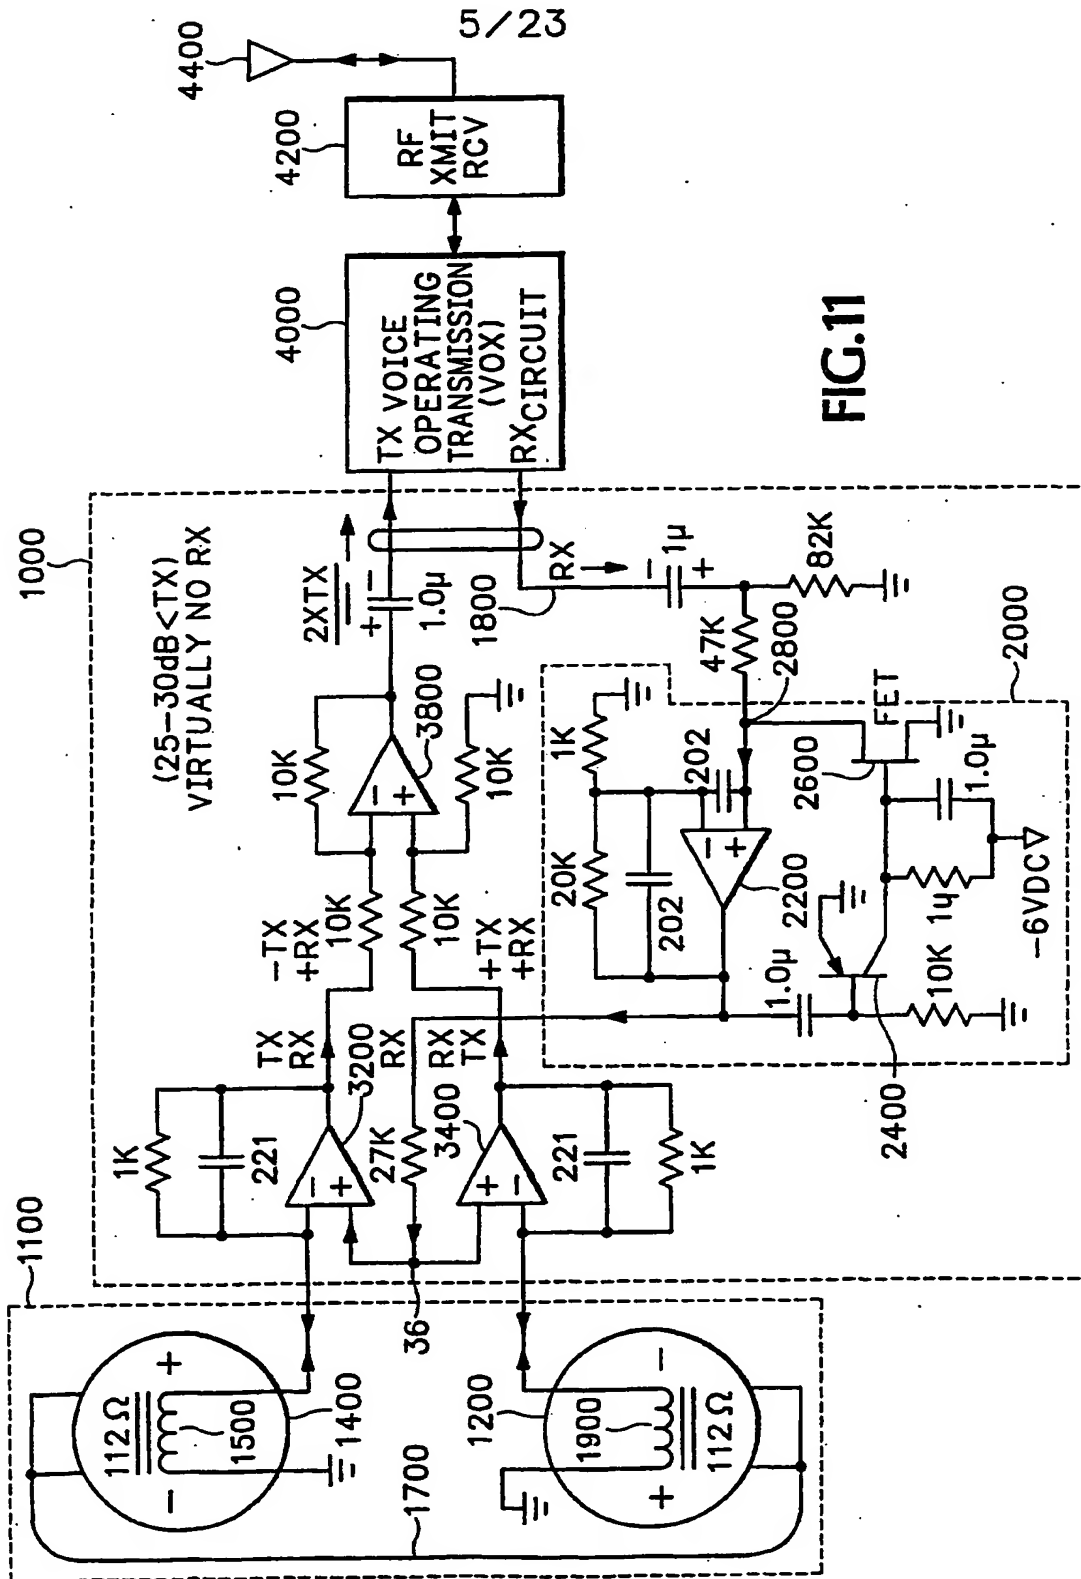 5/23
4400
4200
RF
XMIT
RCV
4000
TX VOICE
OPERATING
TRANSMISSION
(VOX)
RX CIRCUIT
FIG.11
1000
(25-30dB<TX)
VIRTUALLY NO RX
2XTX
+ -
1.0µ
1800
RX
-
1µ
+
82K
47K
2800
2000
10K
-
+
3800
10K
-TX
+RX
10K
10K
+TX
+RX
1K
20K
202
202
-
+
2200
FET
2600
1.0µ
1µ
-6VDC
1.0µ
10K
2400
TX
RX
3200
RX
27K
RX
TX
3400
1K
221
-
+
+
-
221
1K
36
1100
112Ω
+
-
1500
1400
1200
1900
112Ω
-
+
1700